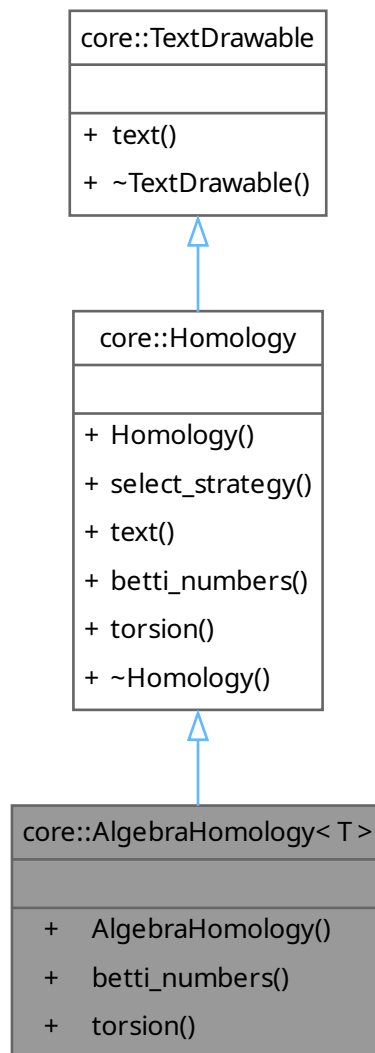 core::TextDrawable
+ text()
+ ~TextDrawable()
core::Homology
+ Homology()
+ select_strategy()
+ text()
+ betti_numbers()
+ torsion()
+ ~Homology()
core::AlgebraHomology< T >
+ AlgebraHomology()
+ betti_numbers()
+ torsion()